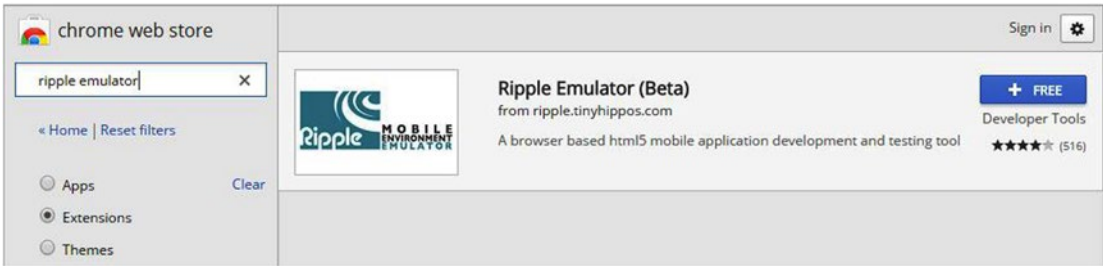 chrome web store
Sign in
ripple emulator
« Home | Reset filters
Apps
Clear
Extensions
Themes
Ripple MOBILE ENVIRONMENT EMULATOR
Ripple Emulator (Beta)
from ripple.tinyhippos.com
A browser based html5 mobile application development and testing tool
+ FREE
Developer Tools
(516)